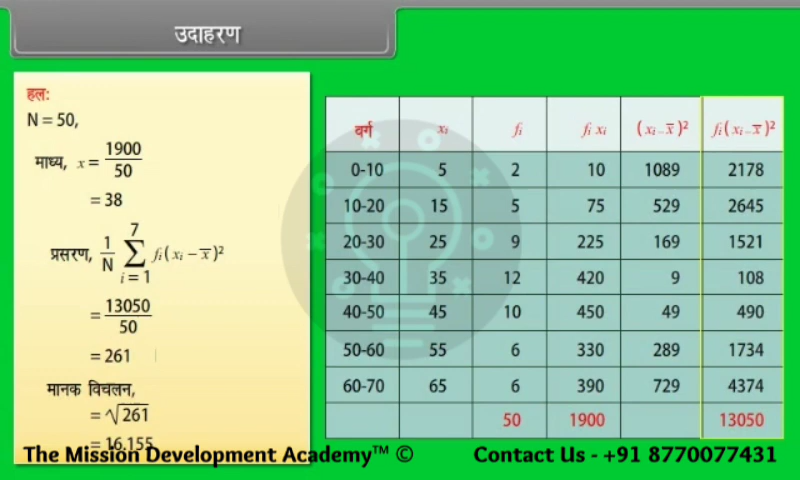 उदाहरण
हल:
N = 50,
माध्य, x = 1900/50
= 38
प्रसरण, 1/N 7∑i = 1 fi ( xi – x̅ )²
= 13050/50
= 261
मानक विचलन,
= √261
= 16.155
वर्ग xi fi fi xi ( xi – x̅ )² fi ( xi – x̅ )²
0-10 5 2 10 1089 2178
10-20 15 5 75 529 2645
20-30 25 9 225 169 1521
30-40 35 12 420 9 108
40-50 45 10 450 49 490
50-60 55 6 330 289 1734
60-70 65 6 390 729 4374
50 1900 13050
The Mission Development Academy™ © Contact Us - +91 8770077431